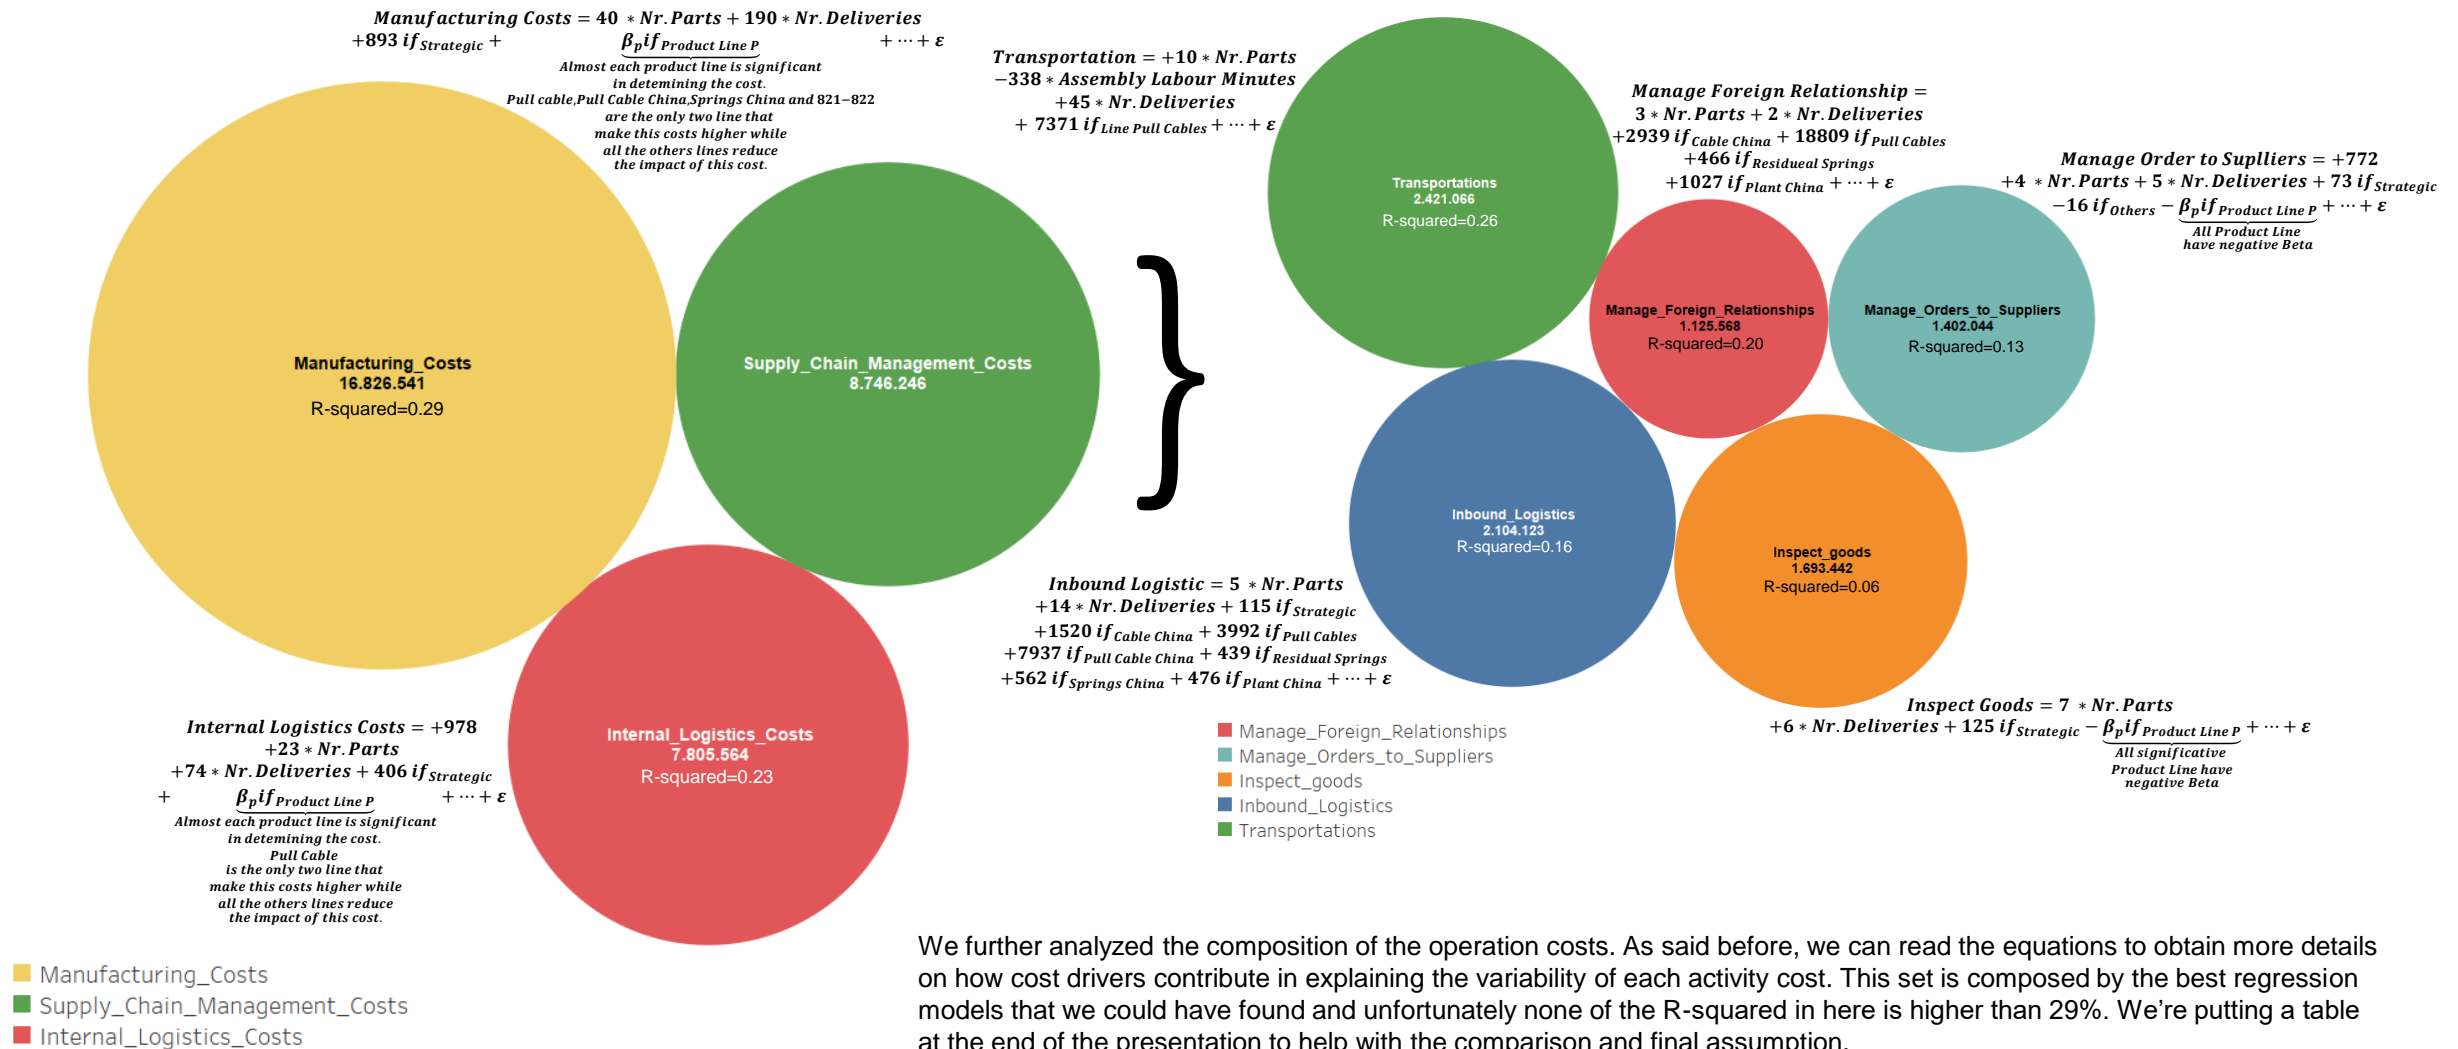 Manufacturing Costs = 40 * Nr. Parts + 190 * Nr. Deliveries
+893 if Strategic + βp if Product Line P + ⋯ + ε
Almost each product line is significant
in detemining the cost.
Pull cable,Pull Cable China,Springs China and 821−822
are the only two line that
make this costs higher while
all the others lines reduce
the impact of this cost.
Manufacturing_Costs
16.826.541
R-squared=0.29
Supply_Chain_Management_Costs
8.746.246
Internal_Logistics_Costs
7.805.564
R-squared=0.23
Internal Logistics Costs = +978
+23 * Nr. Parts
+74 * Nr. Deliveries + 406 if Strategic
+ βp if Product Line P + ⋯ + ε
Almost each product line is significant
in detemining the cost.
Pull Cable
is the only two line that
make this costs higher while
all the others lines reduce
the impact of this cost.
Manufacturing_Costs
Supply_Chain_Management_Costs
Internal_Logistics_Costs
}
Transportation = +10 * Nr. Parts
−338 * Assembly Labour Minutes
+45 * Nr. Deliveries
+ 7371 if Line Pull Cables + ⋯ + ε
Transportations
2.421.066
R-squared=0.26
Manage Foreign Relationship =
3 * Nr. Parts + 2 * Nr. Deliveries
+2939 if Cable China + 18809 if Pull Cables
+466 if Residueal Springs
+1027 if Plant China + ⋯ + ε
Manage_Foreign_Relationships
1.125.568
R-squared=0.20
Manage Order to Suplliers = +772
+4 * Nr. Parts + 5 * Nr. Deliveries + 73 if Strategic
−16 if Others − βp if Product Line P + ⋯ + ε
All Product Line
have negative Beta
Manage_Orders_to_Suppliers
1.402.044
R-squared=0.13
Inbound_Logistics
2.104.123
R-squared=0.16
Inbound Logistic = 5 * Nr. Parts
+14 * Nr. Deliveries + 115 if Strategic
+1520 if Cable China + 3992 if Pull Cables
+7937 if Pull Cable China + 439 if Residual Springs
+562 if Springs China + 476 if Plant China + ⋯ + ε
Inspect_goods
1.693.442
R-squared=0.06
Inspect Goods = 7 * Nr. Parts
+6 * Nr. Deliveries + 125 if Strategic − βp if Product Line P + ⋯ + ε
All significative
Product Line have
negative Beta
Manage_Foreign_Relationships
Manage_Orders_to_Suppliers
Inspect_goods
Inbound_Logistics
Transportations
We further analyzed the composition of the operation costs. As said before, we can read the equations to obtain more details
on how cost drivers contribute in explaining the variability of each activity cost. This set is composed by the best regression
models that we could have found and unfortunately none of the R-squared in here is higher than 29%. We're putting a table
at the end of the presentation to help with the comparison and final assumption.